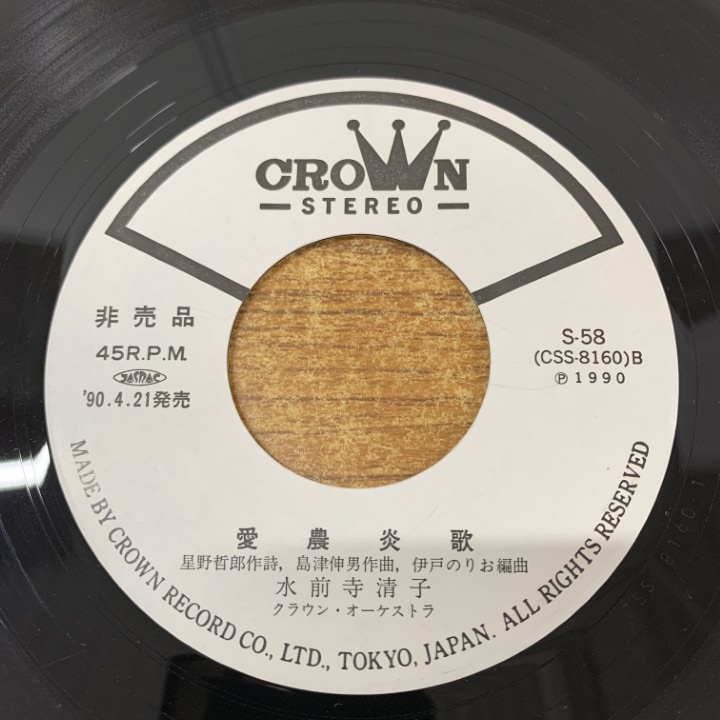 CROWN
STEREO
非売品
45R.P.M.
JASRAC
'90.4.21発売
S-58
(CSS-8160)B
Ⓟ1990
愛農炎歌
星野哲郎作詩, 島津伸男作曲, 伊戸のりお編曲
水前寺清子
クラウン・オーケストラ
MADE BY CROWN RECORD CO., LTD., TOKYO, JAPAN. ALL RIGHTS RESERVED